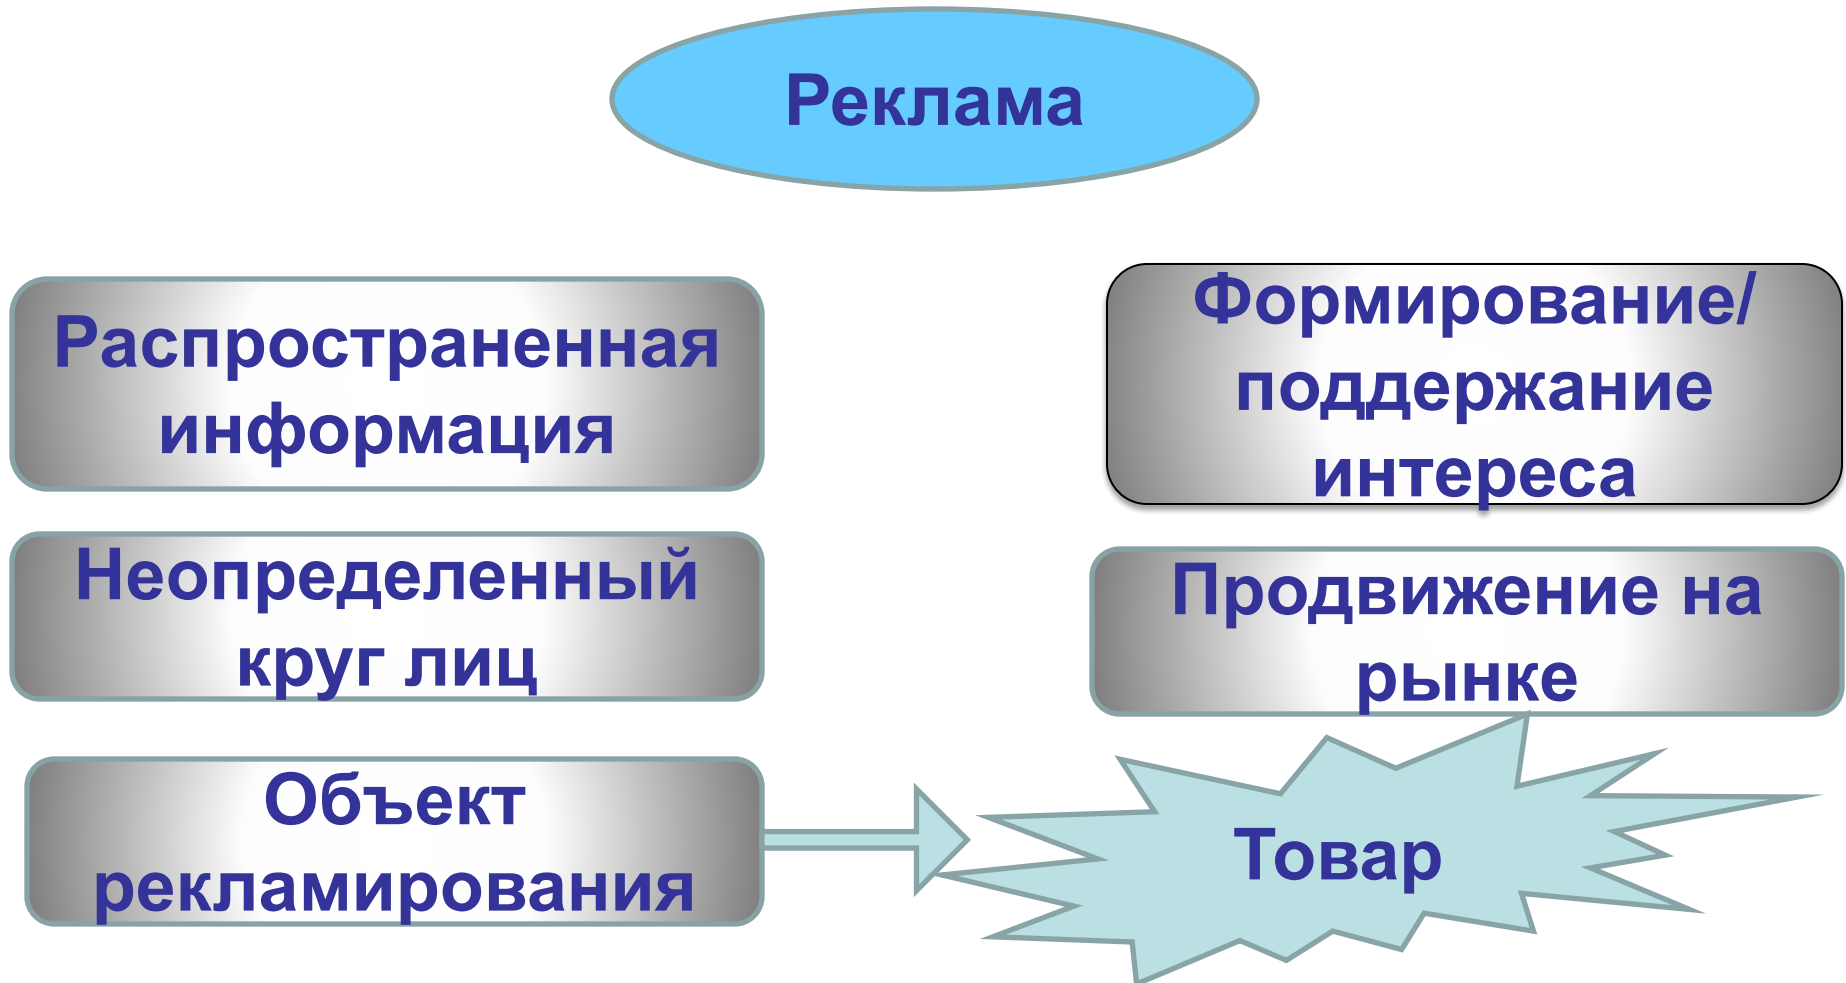 Реклама
Распространенная
информация
Неопределенный
круг лиц
Объект
рекламирования
Формирование/
поддержание
интереса
Продвижение на
рынке
Товар